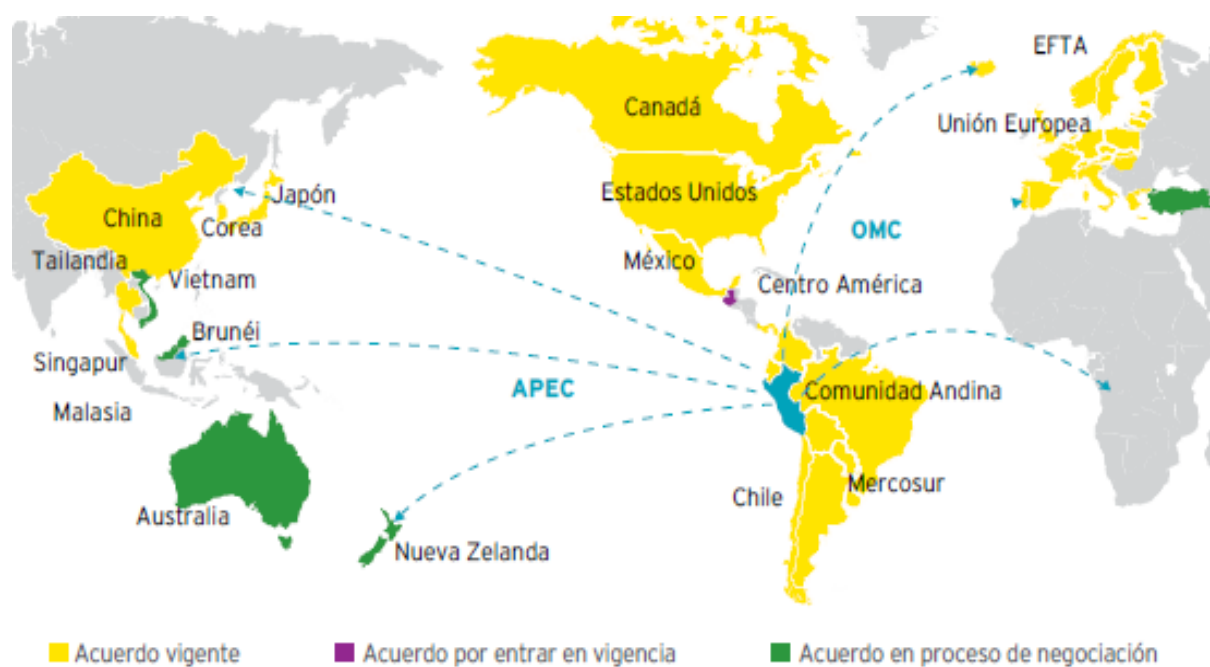 EFTA
Canadá
Unión Europea
Japón
Estados Unidos
China
Corea
OMC
Tailandia
México
Vietnam
Centro América
Brunéi
Singapur
APEC
Comunidad Andina
Malasia
Mercosur
Chile
Australia
Nueva Zelanda
Acuerdo vigente
Acuerdo por entrar en vigencia
Acuerdo en proceso de negociación